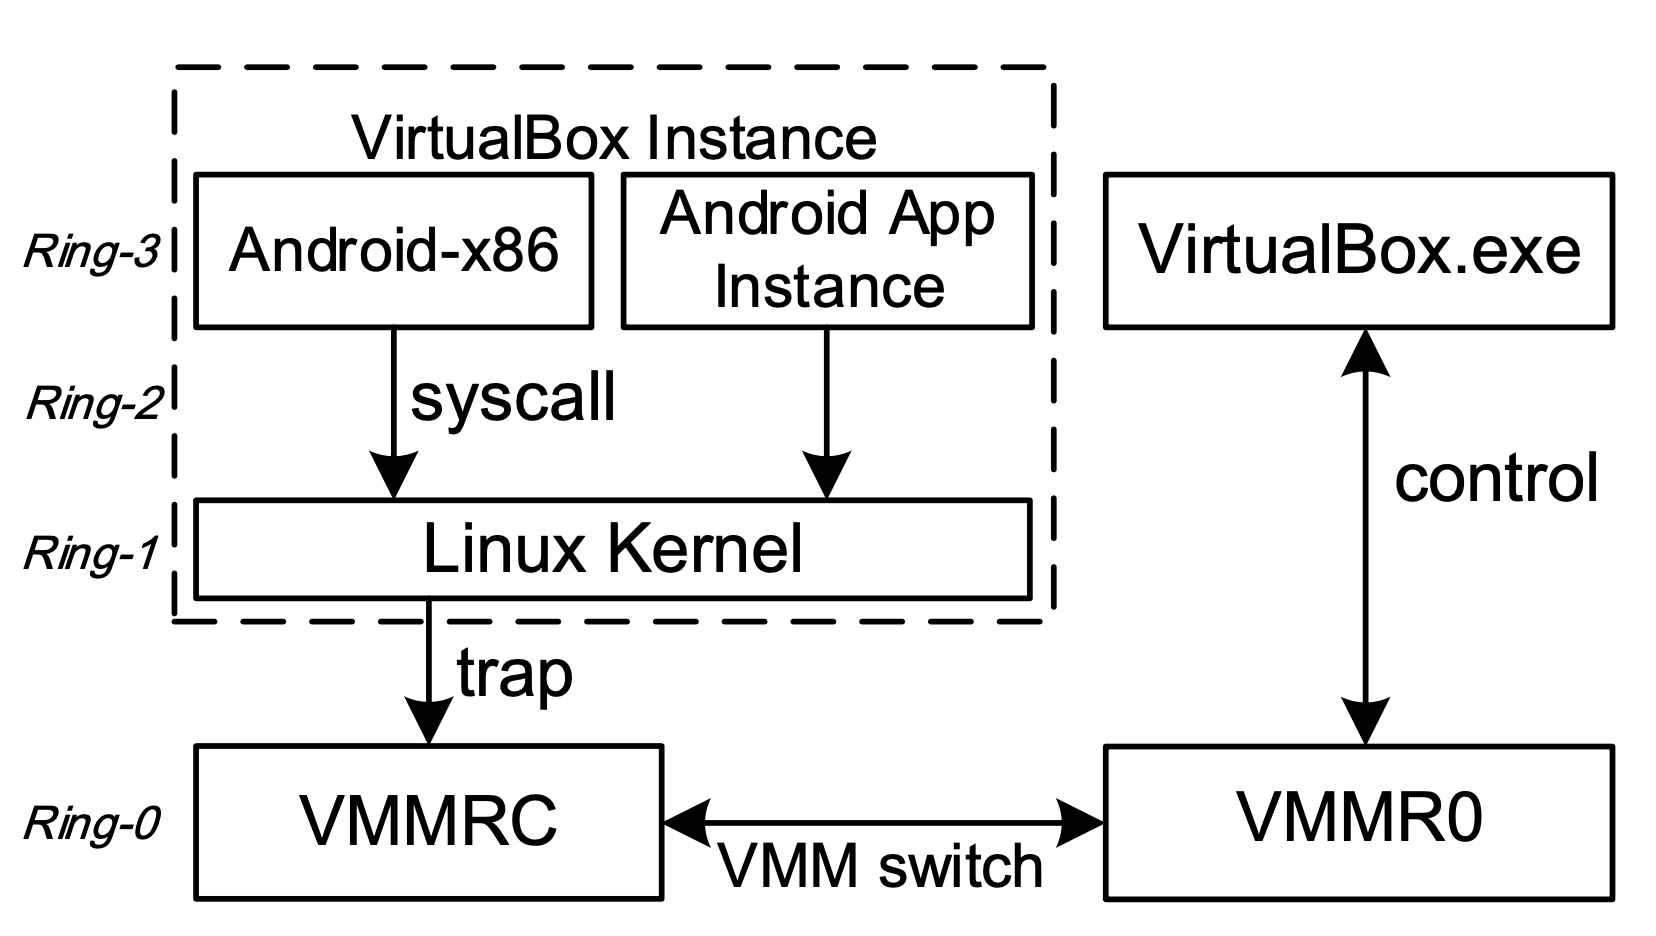 VirtualBox Instance
Ring-3
Android-x86
Android App
Instance
VirtualBox.exe
Ring-2
syscall
control
Ring-1
Linux Kernel
trap
Ring-0
VMMRC
VMM switch
VMMR0